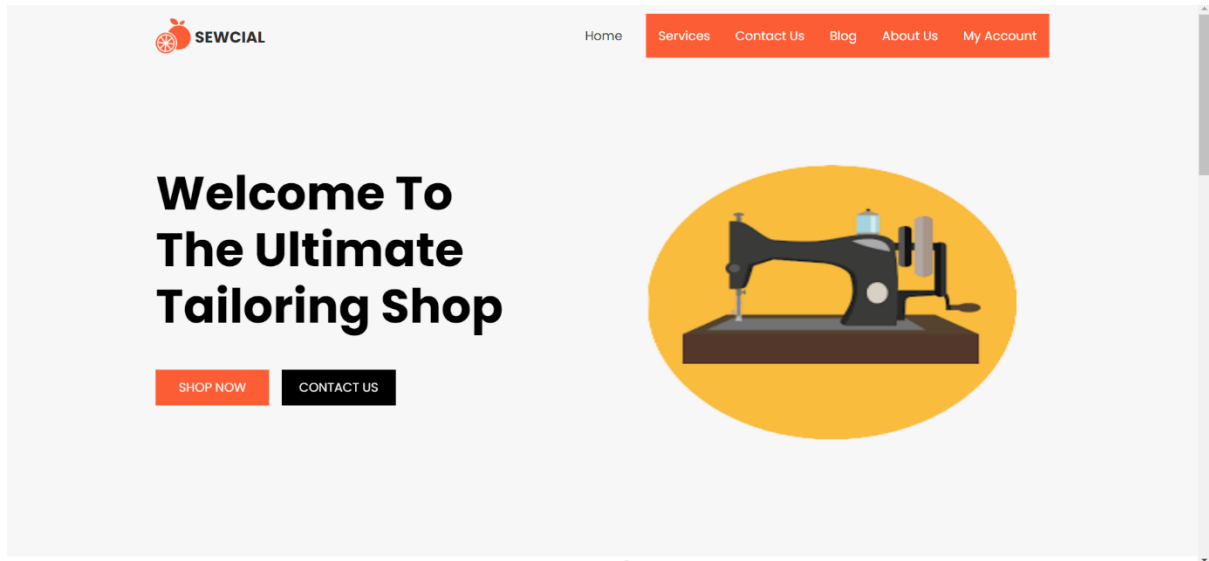 SEWCIAL
Home Services Contact Us Blog About Us My Account
Welcome To
The Ultimate
Tailoring Shop
SHOP NOW CONTACT US